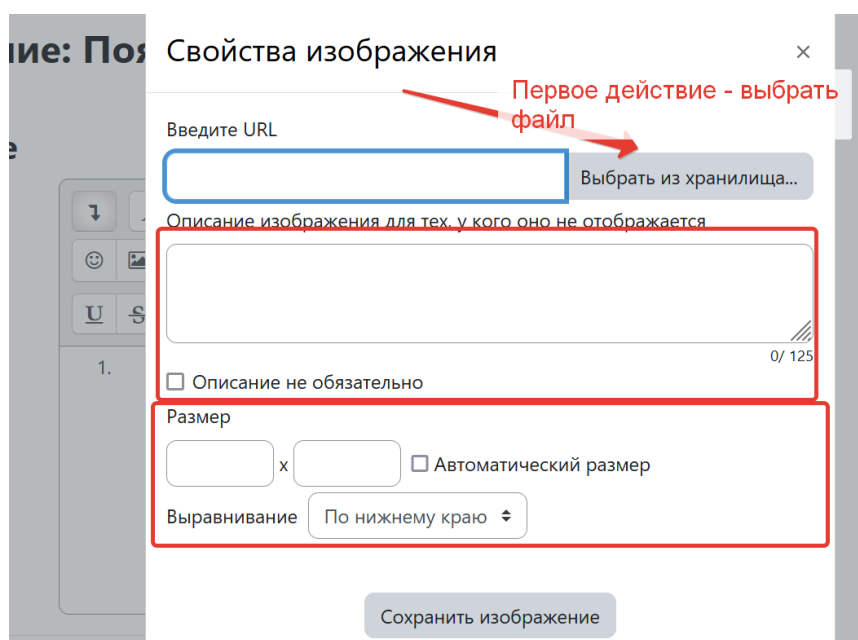 ние: Поя
Свойства изображения
×
Первое действие - выбрать
файл
е
Введите URL
Выбрать из хранилища...
Описание изображения для тех, у кого оно не отображается
U S
1.
0/ 125
Описание не обязательно
Размер
x
Автоматический размер
Выравнивание
По нижнему краю
Сохранить изображение